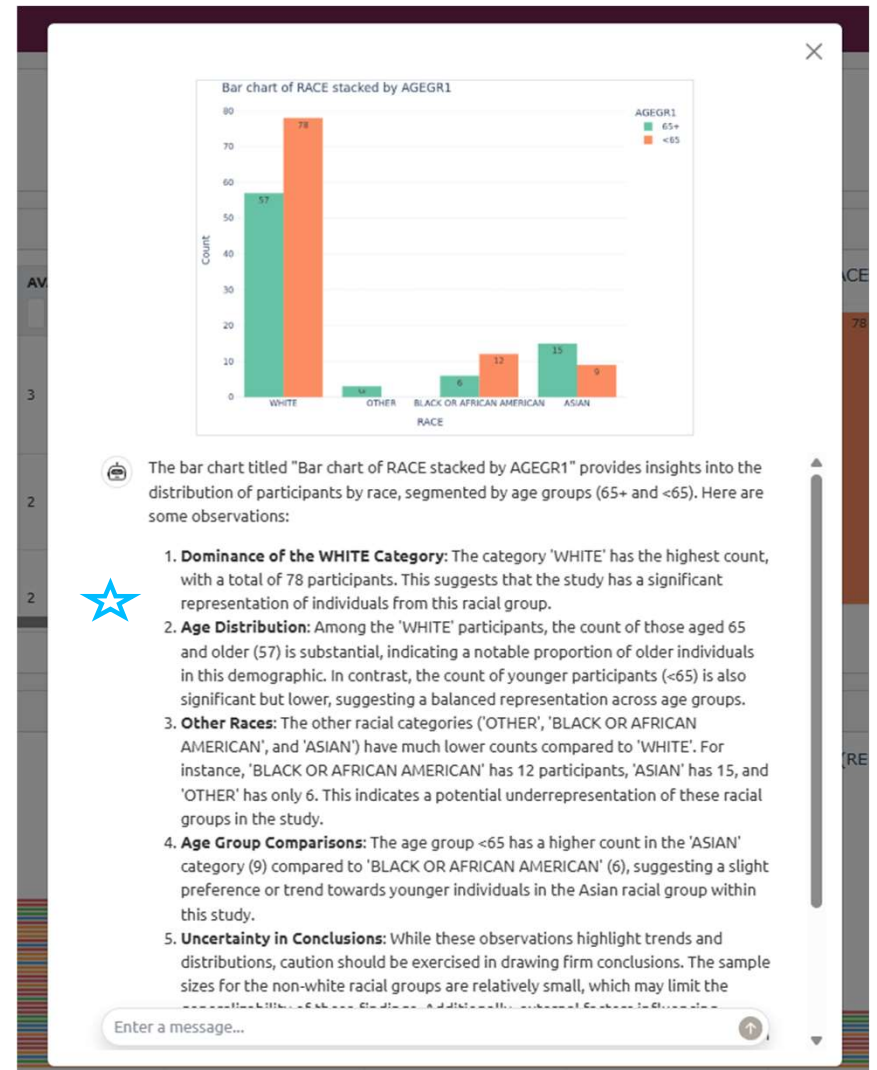 Bar chart of RACE stacked by AGEGR1
80
70
60
50
40
30
20
10
0
Count
57
78
6
12
15
9
WHITE
OTHER
BLACK OR AFRICAN AMERICAN
ASIAN
RACE
AGEGR1
65+
<65
AV
3
2
2
ACE
78
(RE
The bar chart titled "Bar chart of RACE stacked by AGEGR1" provides insights into the
distribution of participants by race, segmented by age groups (65+ and <65). Here are
some observations:
1. Dominance of the WHITE Category: The category 'WHITE' has the highest count,
with a total of 78 participants. This suggests that the study has a significant
representation of individuals from this racial group.
2. Age Distribution: Among the 'WHITE' participants, the count of those aged 65
and older (57) is substantial, indicating a notable proportion of older individuals
in this demographic. In contrast, the count of younger participants (<65) is also
significant but lower, suggesting a balanced representation across age groups.
3. Other Races: The other racial categories ('OTHER', 'BLACK OR AFRICAN
AMERICAN', and 'ASIAN') have much lower counts compared to 'WHITE'. For
instance, 'BLACK OR AFRICAN AMERICAN' has 12 participants, 'ASIAN' has 15, and
'OTHER' has only 6. This indicates a potential underrepresentation of these racial
groups in the study.
4. Age Group Comparisons: The age group <65 has a higher count in the 'ASIAN'
category (9) compared to 'BLACK OR AFRICAN AMERICAN' (6), suggesting a slight
preference or trend towards younger individuals in the Asian racial group within
this study.
5. Uncertainty in Conclusions: While these observations highlight trends and
distributions, caution should be exercised in drawing firm conclusions. The sample
sizes for the non-white racial groups are relatively small, which may limit the
Enter a message...